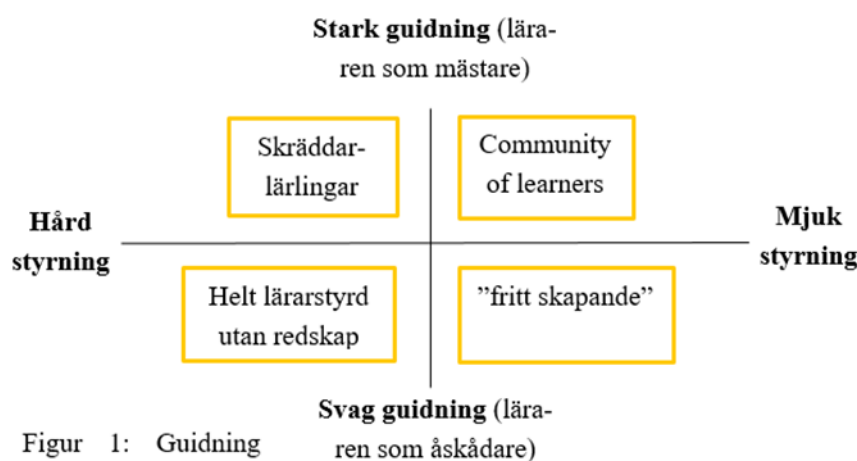 Stark guidning (lära-
ren som mästare)
Skräddar-
lärlingar
Community
of learners
Hård
styrning
Mjuk
styrning
Helt lärarstyrd
utan redskap
”fritt skapande”
Svag guidning (lära-
ren som åskådare)
Figur 1: Guidning